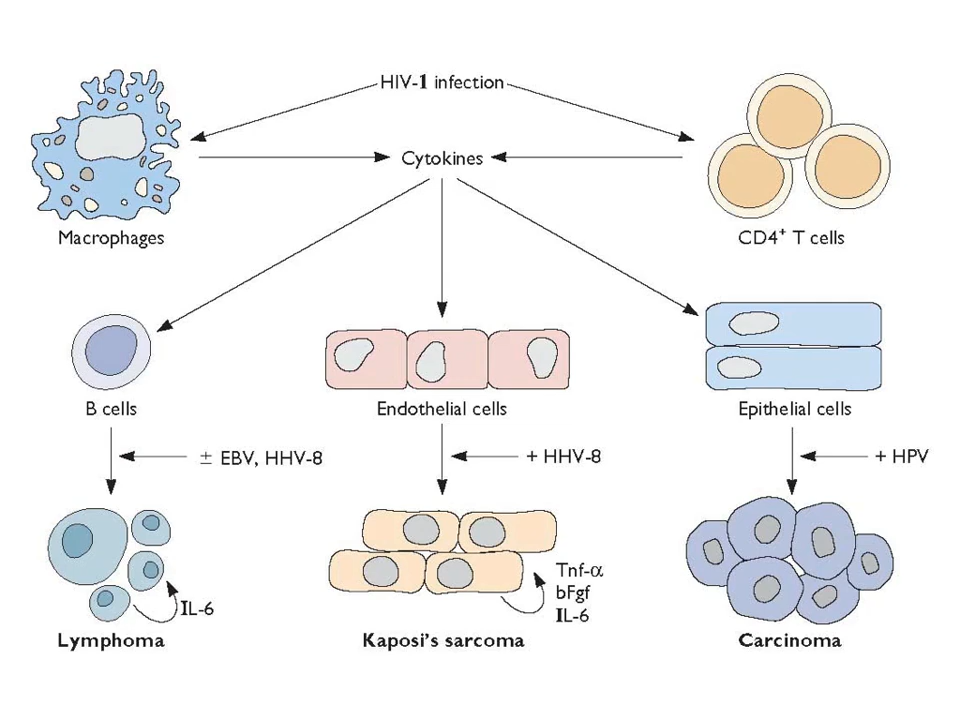 HIV-1 infection
Cytokines
Macrophages
CD4⁺ T cells
B cells
Endothelial cells
Epithelial cells
± EBV, HHV-8
+ HHV-8
+ HPV
IL-6
Tnf-α
bFgf
IL-6
Lymphoma
Kaposi's sarcoma
Carcinoma